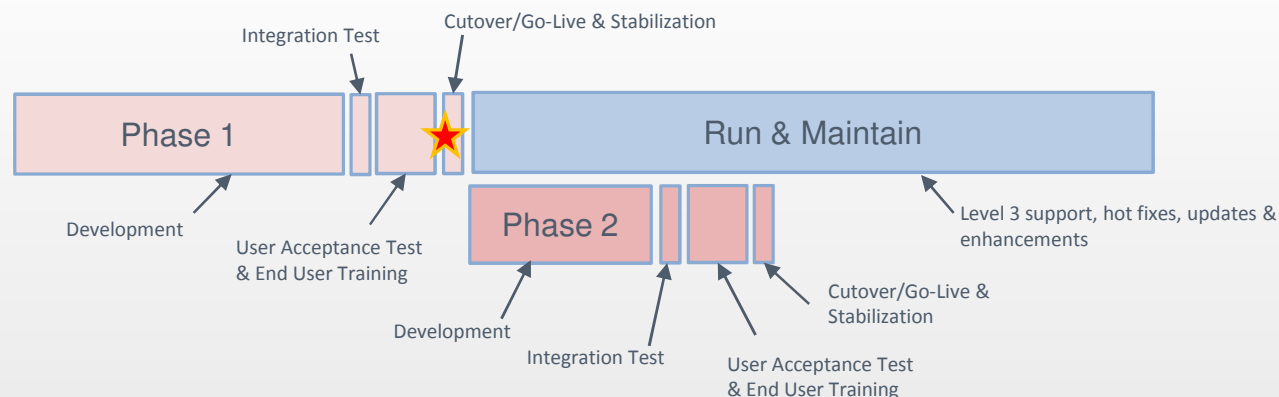 Cutover/Go-Live & Stabilization
Integration Test
Phase 1
Run & Maintain
Development
User Acceptance Test
& End User Training
Level 3 support, hot fixes, updates &
enhancements
Phase 2
Cutover/Go-Live &
Stabilization
Development
Integration Test
User Acceptance Test
& End User Training